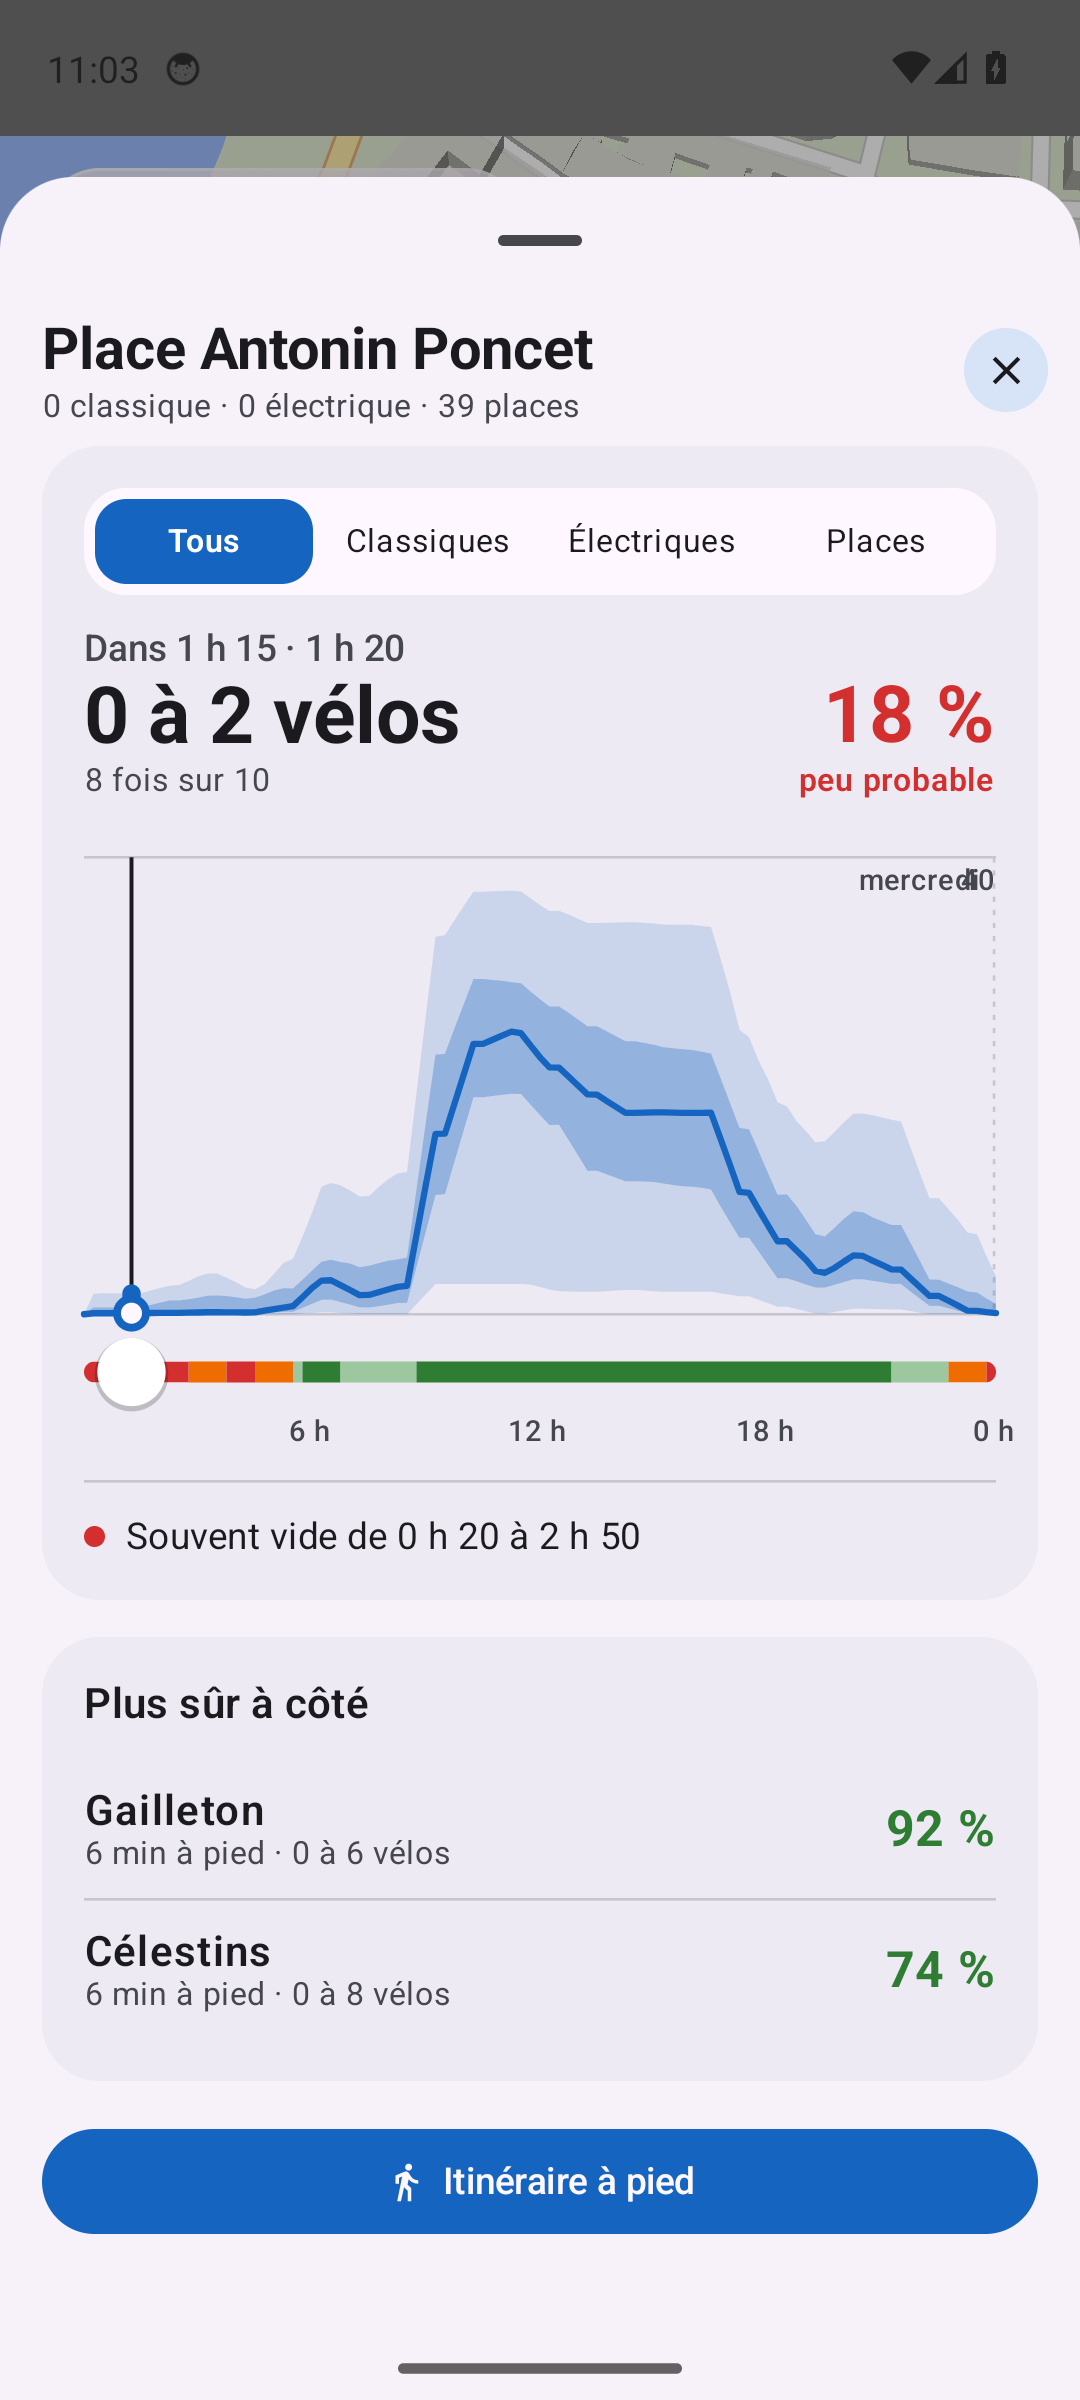 11:03
Place Antonin Poncet
0 classique · 0 électrique · 39 places
Tous
Classiques
Électriques
Places
Dans 1 h 15 · 1 h 20
0 à 2 vélos
18 %
8 fois sur 10
peu probable
mercredi
40
6 h
12 h
18 h
0 h
Souvent vide de 0 h 20 à 2 h 50
Plus sûr à côté
Gailleton
92 %
6 min à pied · 0 à 6 vélos
Célestins
74 %
6 min à pied · 0 à 8 vélos
Itinéraire à pied